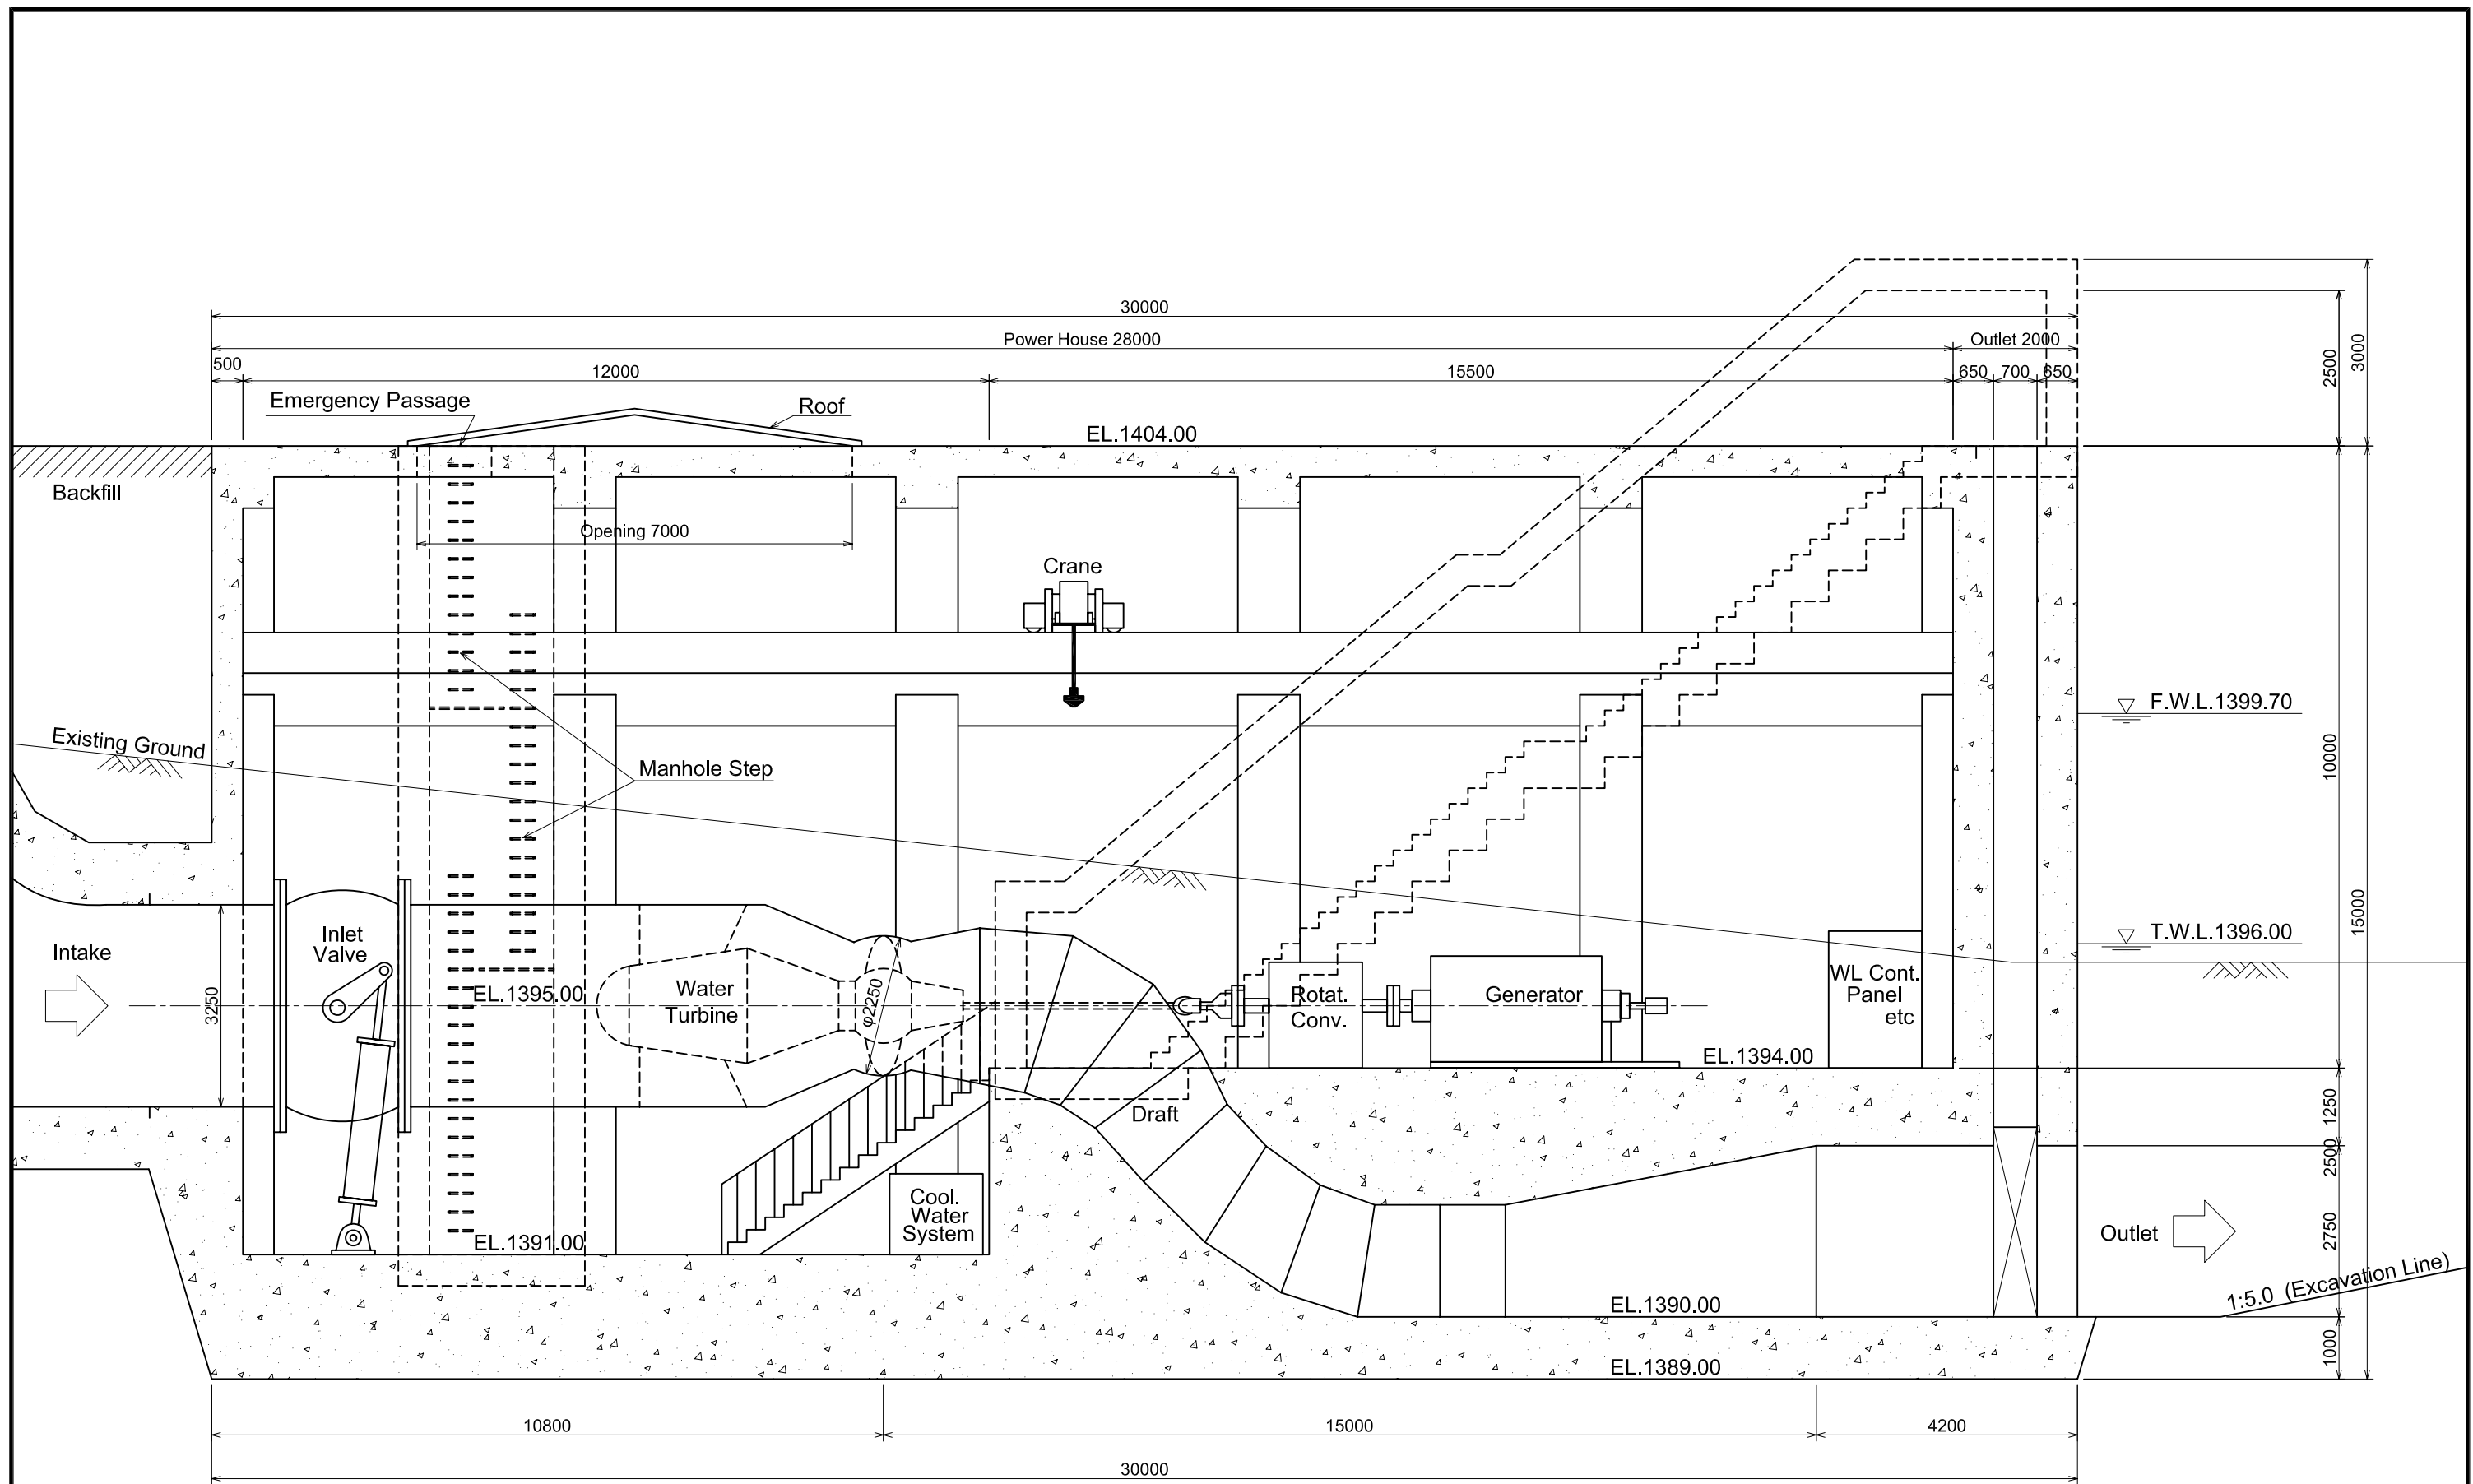 30000
Power House 28000
Outlet 2000
500
12000
15500
650
700
650
2500
3000
Emergency Passage
Roof
EL.1404.00
Backfill
Opening 7000
Crane
F.W.L.1399.70
Existing Ground
Manhole Step
10000
15000
T.W.L.1396.00
Intake
Inlet
Valve
3250
EL.1395.00
Water
Turbine
φ2250
Rotat.
Conv.
Generator
WL Cont.
Panel
etc
EL.1394.00
Draft
1250
2500
2750
1000
Cool.
Water
System
EL.1391.00
Outlet
1:5.0 (Excavation Line)
EL.1390.00
EL.1389.00
10800
15000
4200
30000